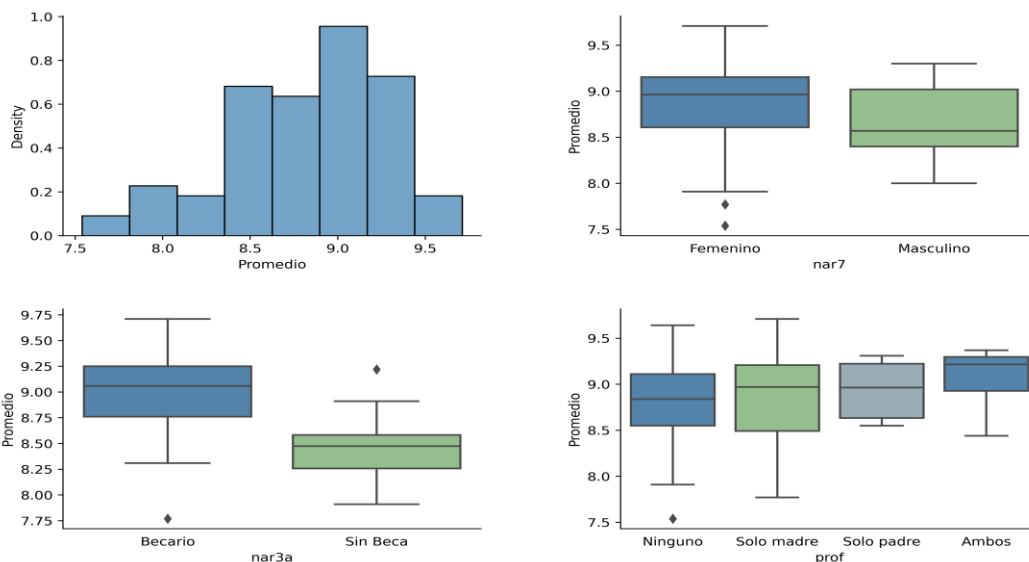 1.0
0.8
0.6
0.4
0.2
0.0
Density
7.5 8.0 8.5 9.0 9.5
Promedio
9.5
9.0
8.5
8.0
7.5
Promedio
Femenino Masculino
nar7
9.75
9.50
9.25
9.00
8.75
8.50
8.25
8.00
7.75
Promedio
Becario Sin Beca
nar3a
9.5
9.0
8.5
8.0
7.5
Promedio
Ninguno Solo madre Solo padre Ambos
prof